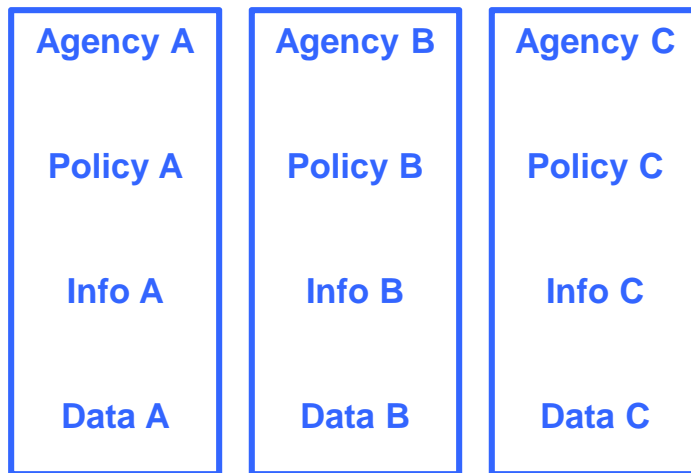 Agency A
Policy A
Info A
Data A
Agency B
Policy B
Info B
Data B
Agency C
Policy C
Info C
Data C